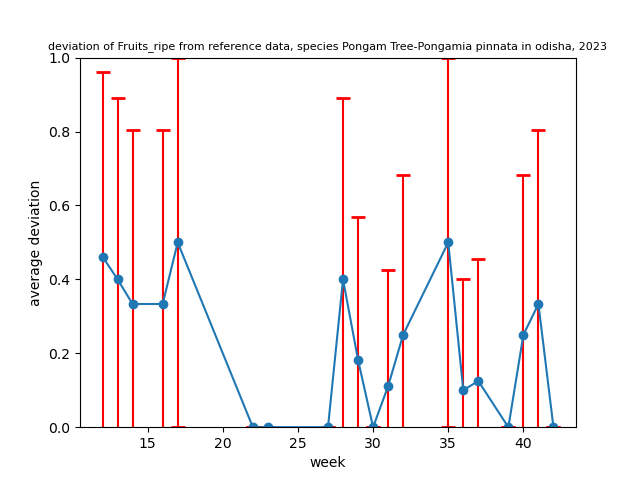 deviation of Fruits_ripe from reference data, species Pongam Tree-Pongamia pinnata in odisha, 2023
1.0
0.8
0.6
0.4
0.2
0.0
average deviation
15 20 25 30 35 40
week